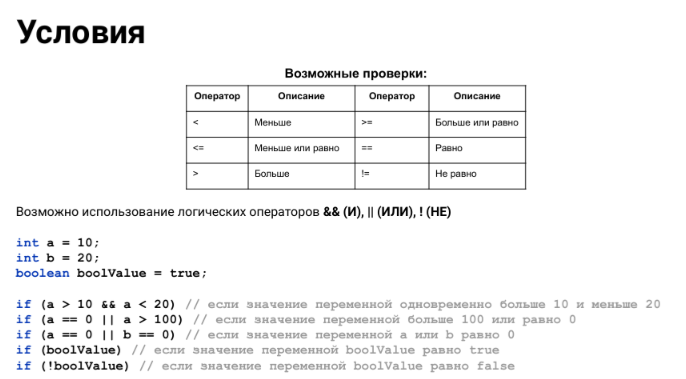 Условия
Возможные проверки:
Оператор Описание Оператор Описание
< Меньше >= Больше или равно
<= Меньше или равно == Равно
> Больше != Не равно
Возможно использование логических операторов && (И), || (ИЛИ), ! (НЕ)
int a = 10;
int b = 20;
boolean boolValue = true;
if (a > 10 && a < 20) // если значение переменной одновременно больше 10 и меньше 20
if (a == 0 || a > 100) // если значение переменной больше 100 или равно 0
if (a == 0 || b == 0) // если значение переменной a или b равно 0
if (boolValue) // если значение переменной boolValue равно true
if (!boolValue) // если значение переменной boolValue равно false